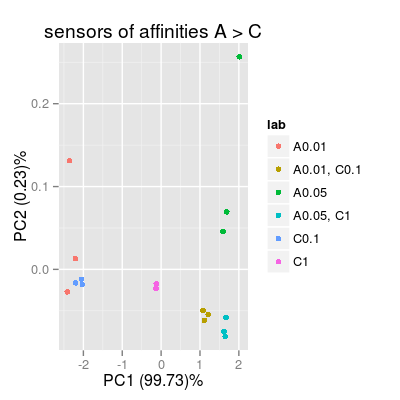 sensors of affinities A > C
PC2 (0.23)%
0.2
0.1
0.0
-2
-1
0
1
2
PC1 (99.73)%
lab
A0.01
A0.01, C0.1
A0.05
A0.05, C1
C0.1
C1